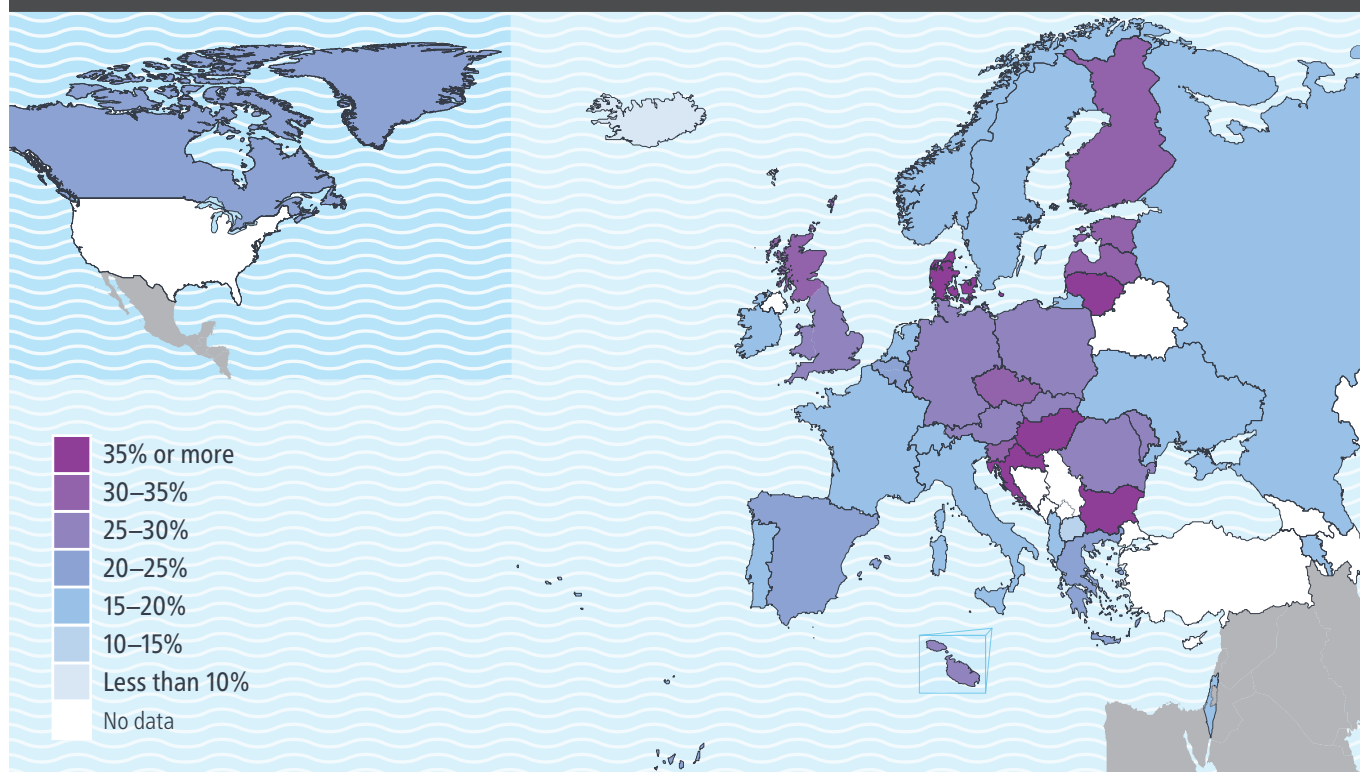 35% or more
30–35%
25–30%
20–25%
15–20%
10–15%
Less than 10%
No data